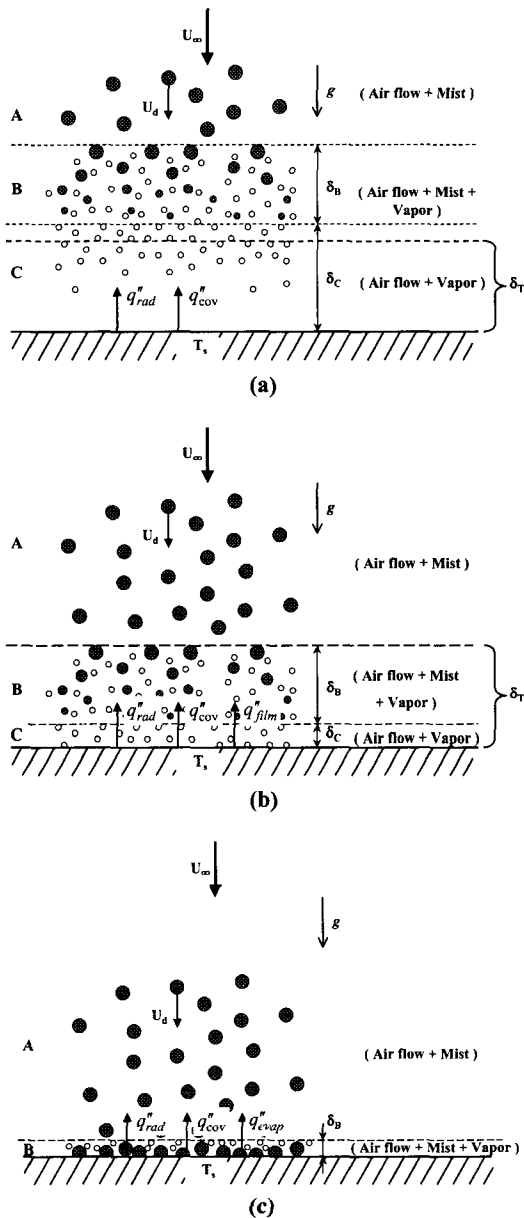 U∞
g
( Air flow + Mist )
U_d
A
B
δ_B
( Air flow + Mist +
Vapor )
C
δ_C
( Air flow + Vapor )
δ_T
q″_rad
q″_cov
T_s
(a)
U∞
g
A
U_d
( Air flow + Mist )
B
δ_B
( Air flow + Mist
+ Vapor )
δ_T
q″_rad
q″_cov
q″_film
C
δ_C
( Air flow + Vapor )
T_s
(b)
U∞
g
U_d
A
( Air flow + Mist )
q″_rad
q″_cov
q″_evap
δ_B
B
( Air flow + Mist + Vapor )
T_s
(c)